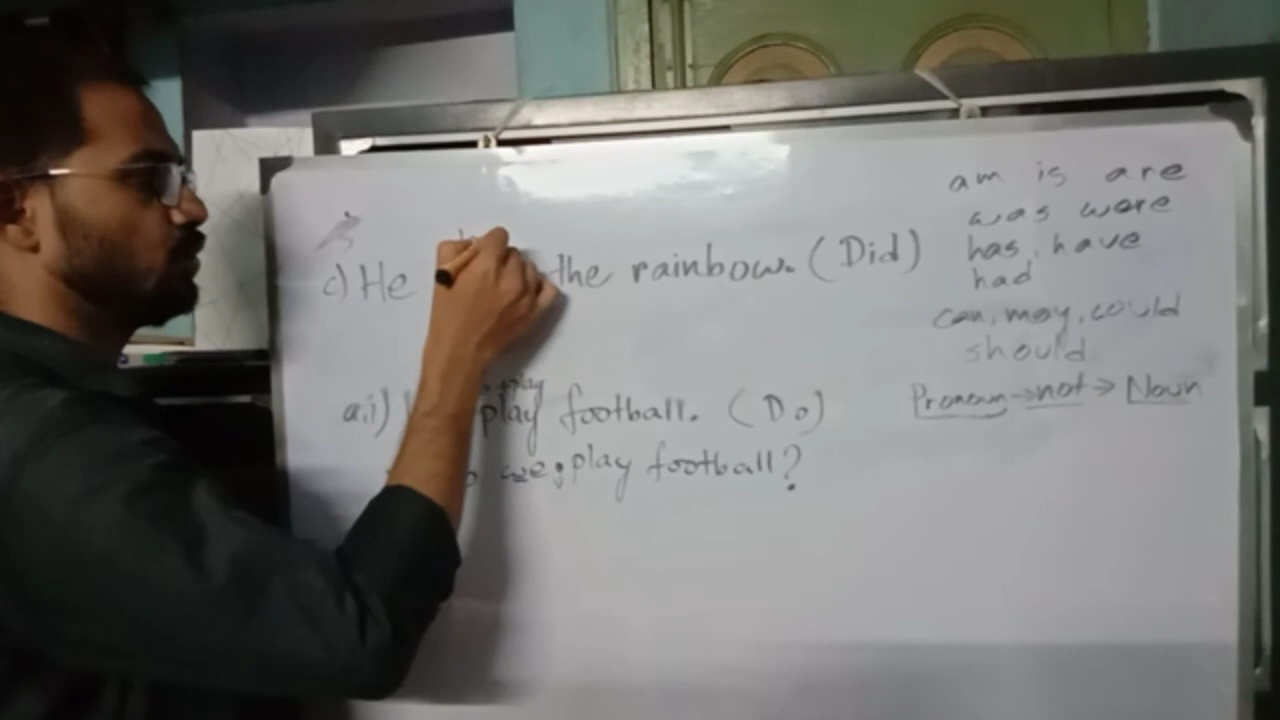 am is are
was were
has, have
had
can, may, could
should
Pronoun → not → Noun
c) He the rainbow. (Did)
play
a,i) play football. (Do)
we play football?